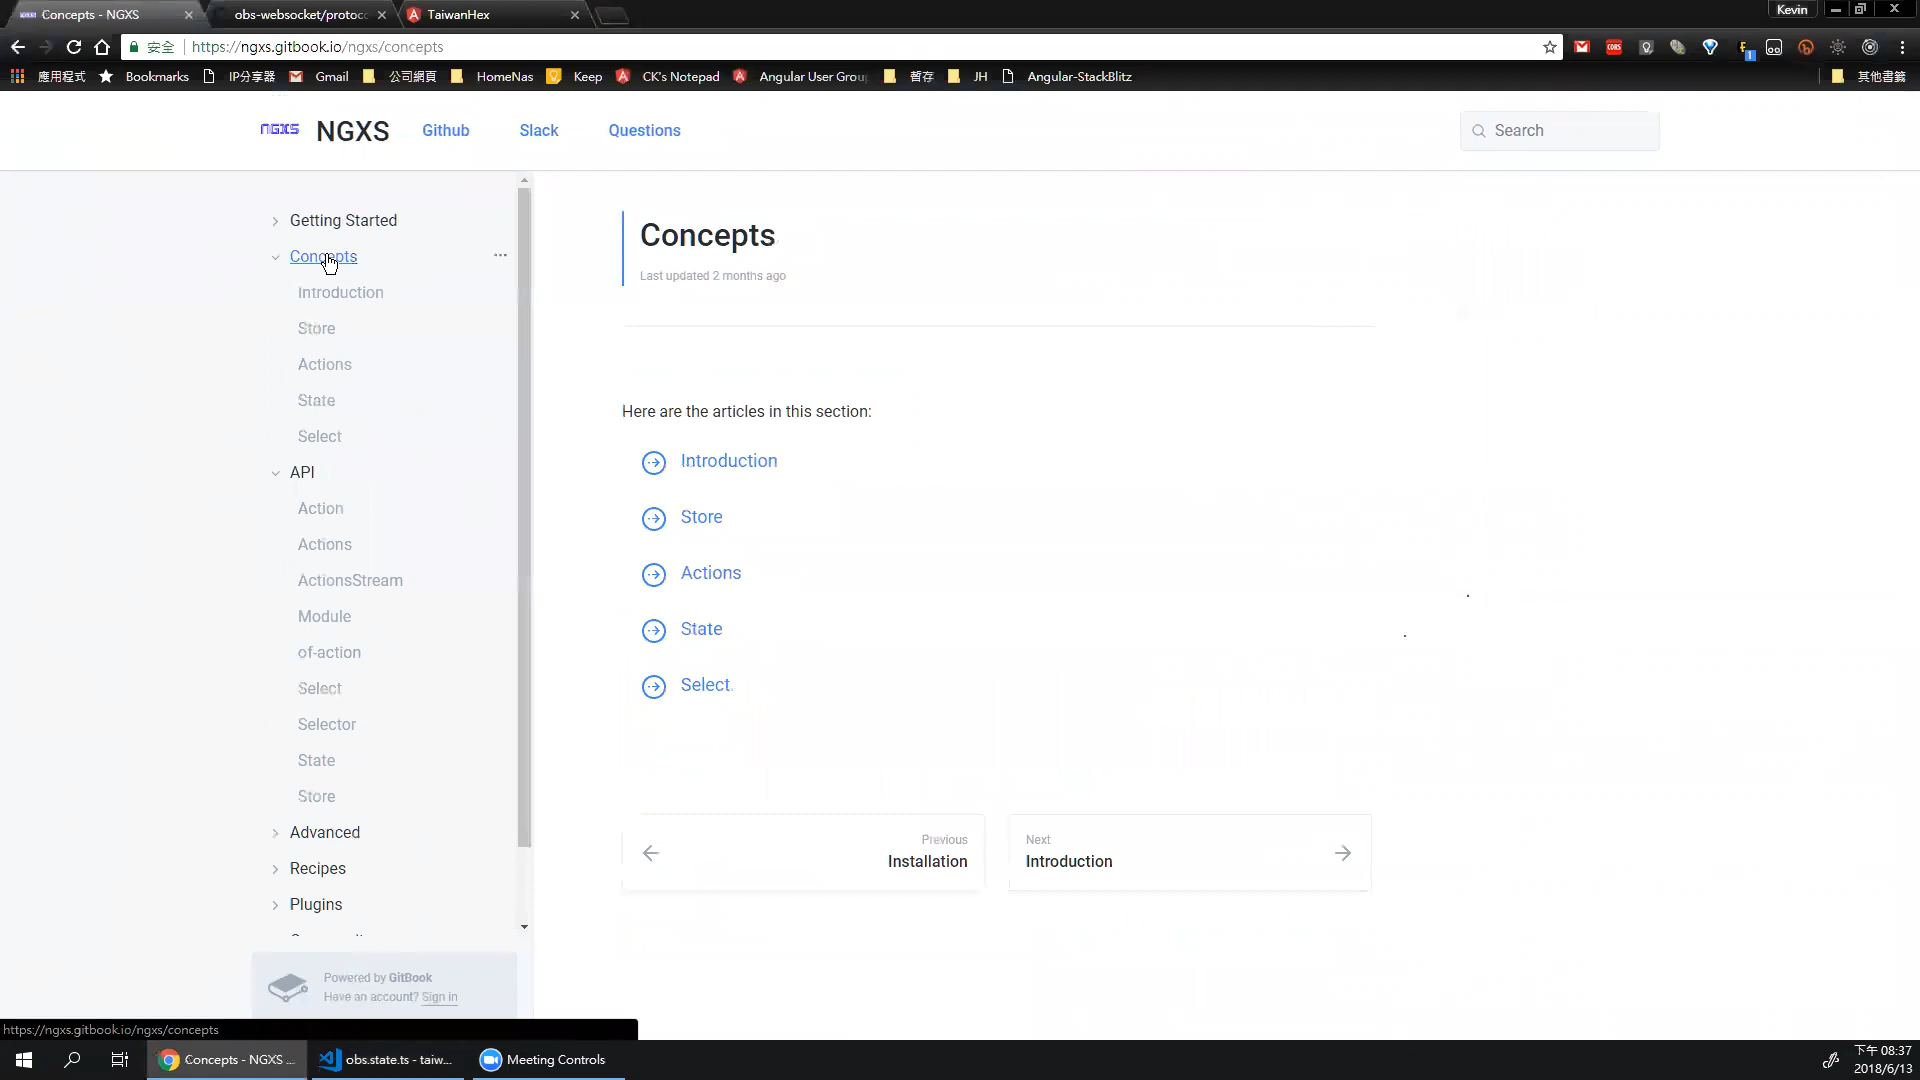 Concepts - NGXS
obs-websocket/protoc
TaiwanHex
Kevin
安全
https://ngxs.gitbook.io/ngxs/concepts
應用程式
Bookmarks
IP分享器
Gmail
公司網頁
HomeNas
Keep
CK's Notepad
Angular User Grou
暫存
JH
Angular-StackBlitz
其他書籤
NGXS
NGXS
Github
Slack
Questions
Search
Getting Started
Concepts
Introduction
Store
Actions
State
Select
API
Action
Actions
ActionsStream
Module
of-action
Select
Selector
State
Store
Advanced
Recipes
Plugins
Powered by GitBook
Have an account? Sign in
Concepts
Last updated 2 months ago
Here are the articles in this section:
Introduction
Store
Actions
State
Select
Previous
Installation
Next
Introduction
https://ngxs.gitbook.io/ngxs/concepts
Concepts - NGXS ...
obs.state.ts - taiw...
Meeting Controls
下午 08:37
2018/6/13